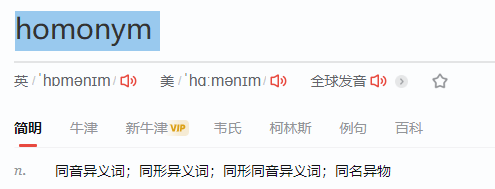 homonym
英 / ˈhɒmənɪm / 美 / ˈhɑːmənɪm / 全球发音
简明 牛津 新牛津 VIP 韦氏 柯林斯 例句 百科
n. 同音异义词；同形异义词；同形同音异义词；同名异物